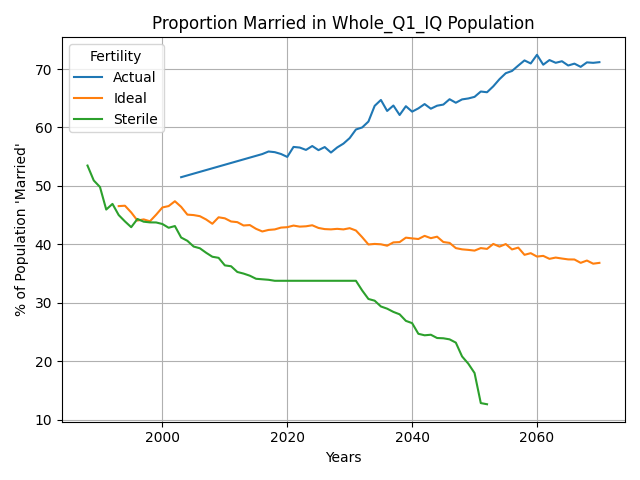 Proportion Married in Whole_Q1_IQ Population
Fertility
Actual
Ideal
Sterile
% of Population 'Married'
70
60
50
40
30
20
10
2000
2020
2040
2060
Years